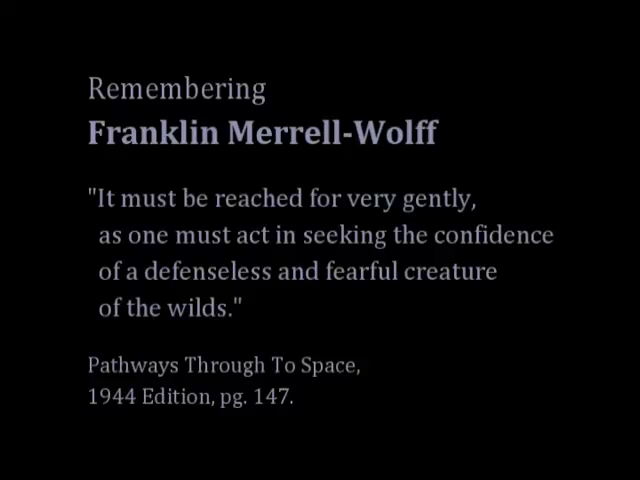 Remembering
Franklin Merrell-Wolff
"It must be reached for very gently,
as one must act in seeking the confidence
of a defenseless and fearful creature
of the wilds."
Pathways Through To Space,
1944 Edition, pg. 147.